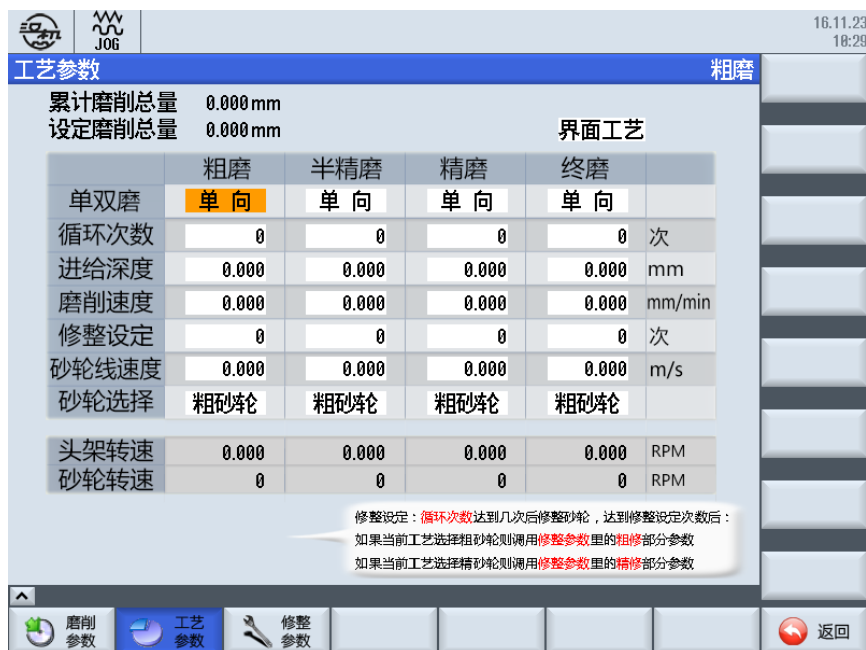 汉机
JOG
16.11.23
10:29
工艺参数 粗磨
累计磨削总量 0.000 mm
设定磨削总量 0.000 mm 界面工艺
粗磨 半精磨 精磨 终磨
单双磨 单 向 单 向 单 向 单 向
循环次数 0 0 0 0 次
进给深度 0.000 0.000 0.000 0.000 mm
磨削速度 0.000 0.000 0.000 0.000 mm/min
修整设定 0 0 0 0 次
砂轮线速度 0.000 0.000 0.000 0.000 m/s
砂轮选择 粗砂轮 粗砂轮 粗砂轮 粗砂轮
头架转速 0.000 0.000 0.000 0.000 RPM
砂轮转速 0 0 0 0 RPM
修整设定：循环次数达到几次后修整砂轮，达到修整设定次数后：
如果当前工艺选择粗砂轮则调用修整参数里的粗修部分参数
如果当前工艺选择精砂轮则调用修整参数里的精修部分参数
磨削 工艺 修整
参数 参数 参数
返回